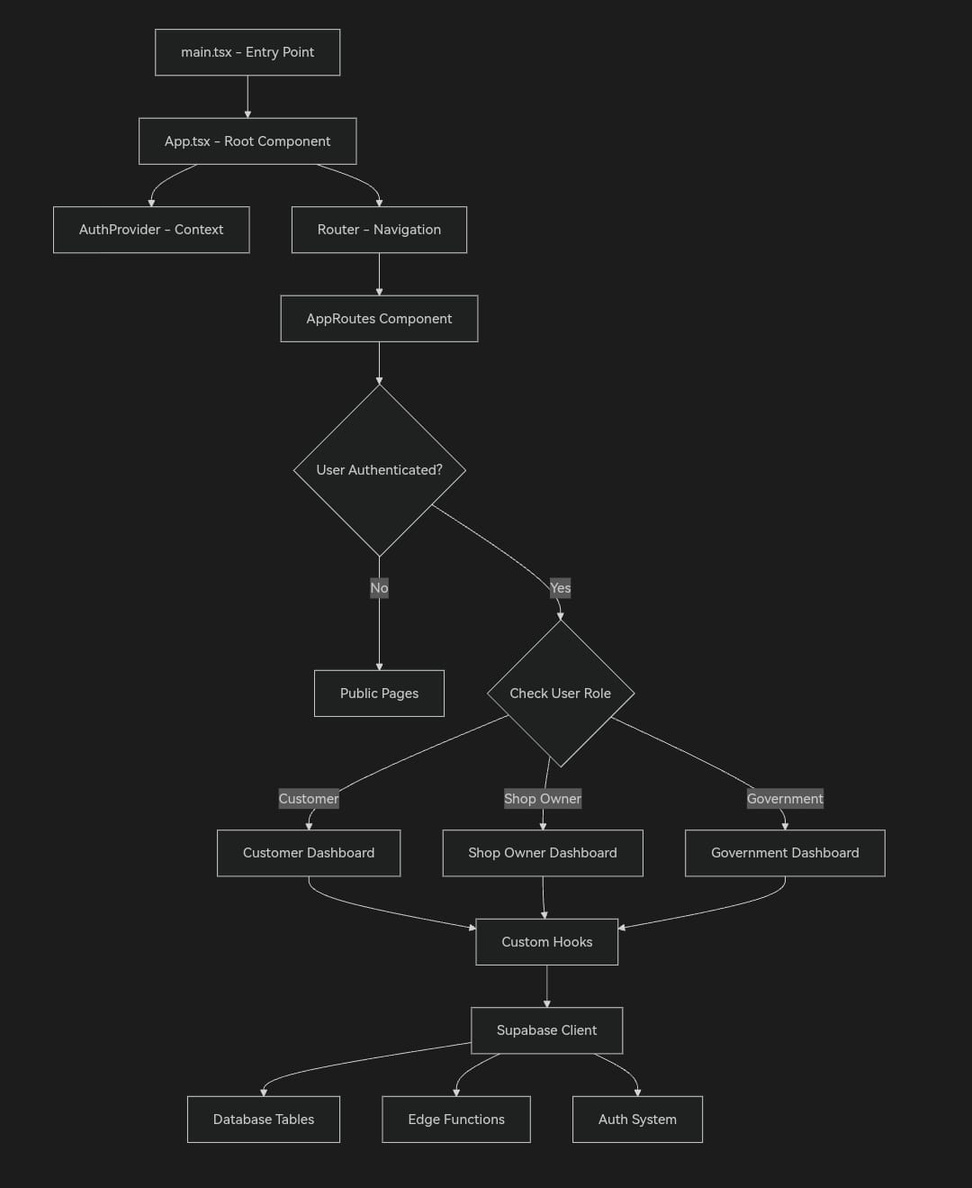 main.tsx - Entry Point
App.tsx - Root Component
AuthProvider - Context
Router - Navigation
AppRoutes Component
User Authenticated?
No
Yes
Public Pages
Check User Role
Customer
Shop Owner
Government
Customer Dashboard
Shop Owner Dashboard
Government Dashboard
Custom Hooks
Supabase Client
Database Tables
Edge Functions
Auth System